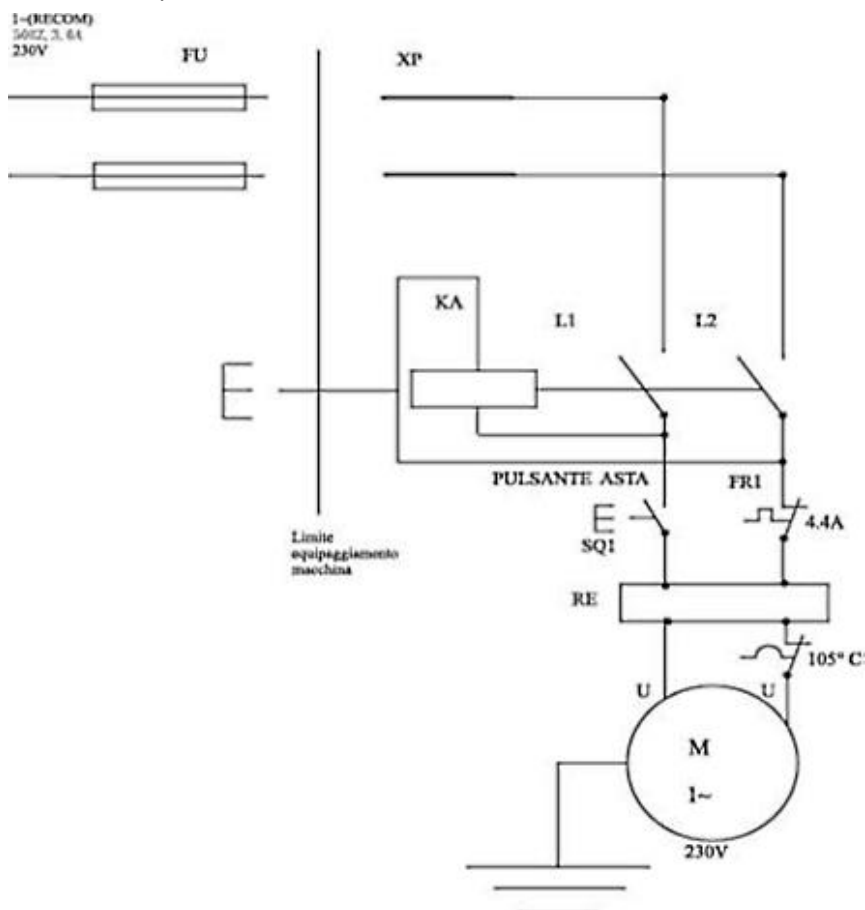 1~(RECOM)
50HZ, 3, 6A
230V
FU
XP
KA
L1
L2
PULSANTE ASTA
FR1
4.4A
SQ1
Limite
equipaggiamento
macchina
RE
105° C
U
U
M
1~
230V